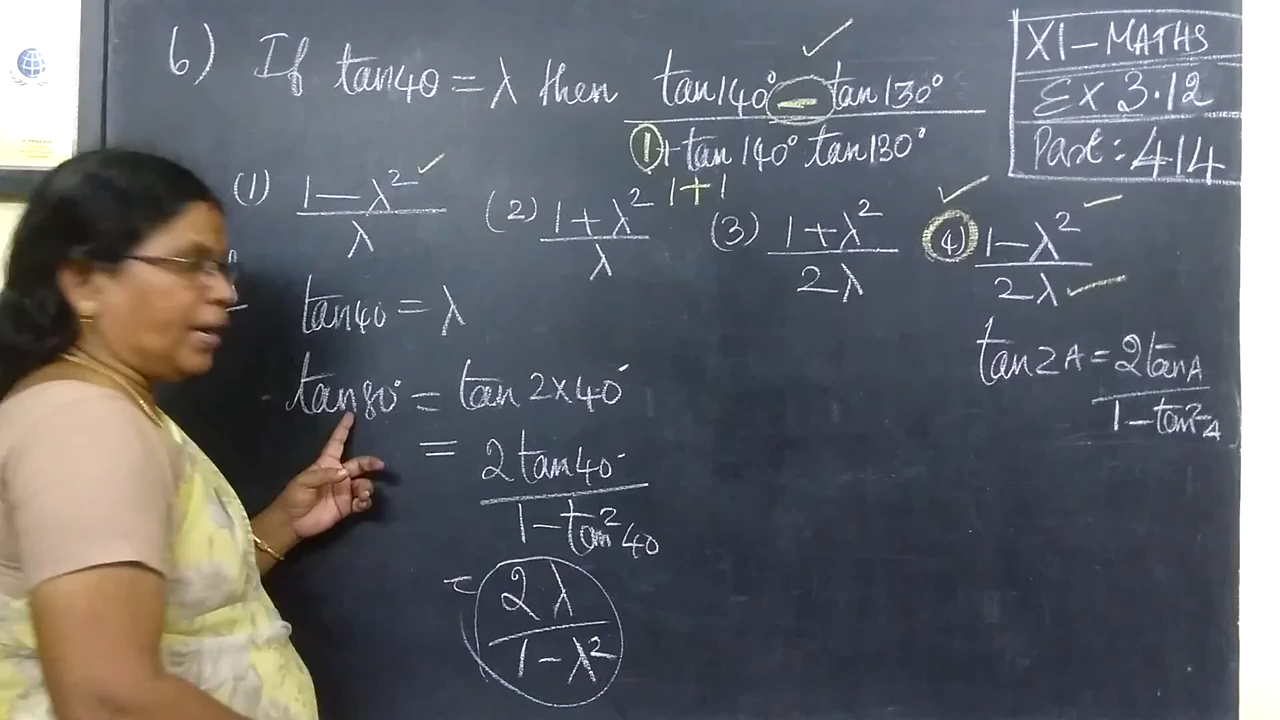 6) If tan40 = λ then tan140° - tan130°
1+tan140° tan130°
1+1
XI-MATHS
Ex 3.12
Part: 414
(1) 1-λ²
λ
(2) 1+λ²
λ
(3) 1+λ²
2λ
(4) 1-λ²
2λ
tan40 = λ
tan80° = tan 2×40°
= 2tan40°
1-tan²40
= 2λ
1-λ²
tan2A = 2tanA
1-tan²A